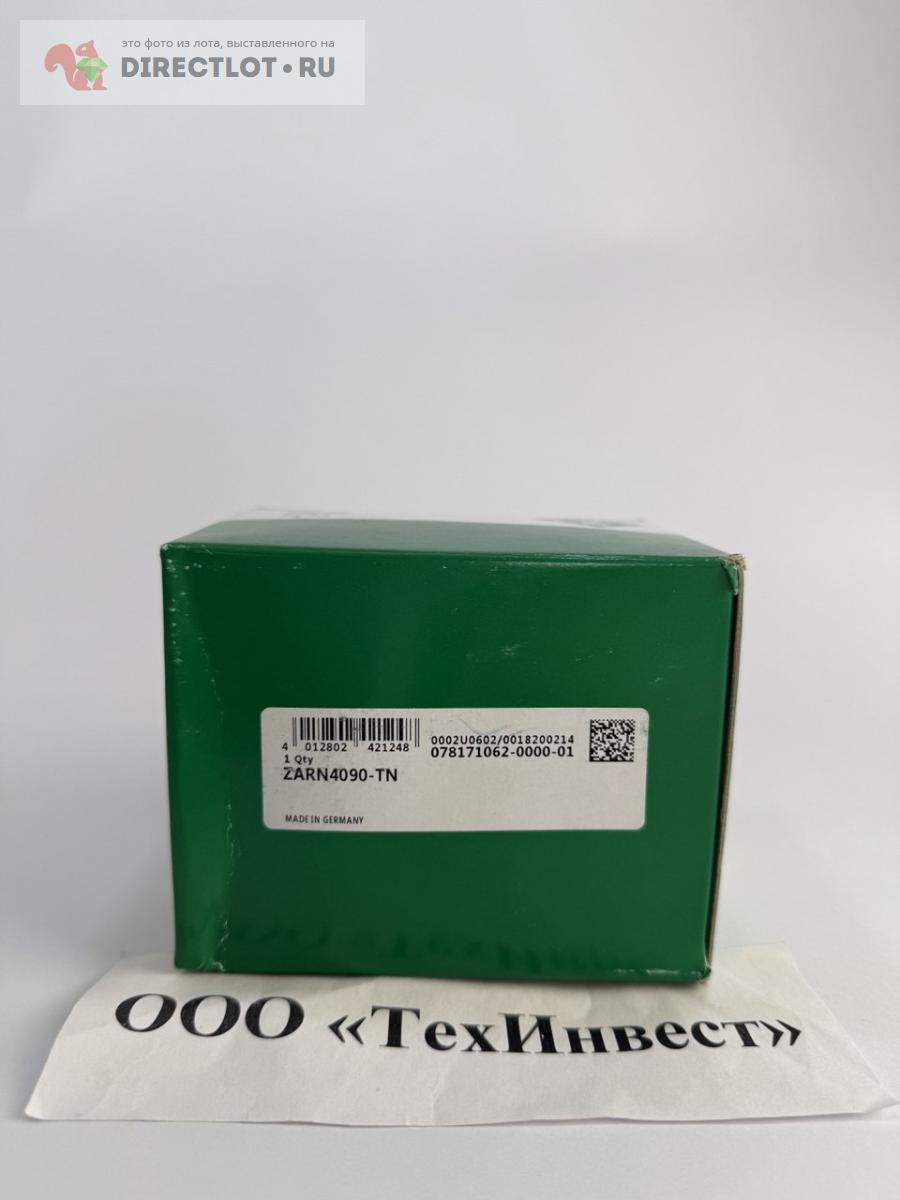 это фото из лота, выставленного на
DIRECTLOT•RU
4 012802 421248
0002U0602/0018200214
078171062-0000-01
1 Qty
ZARN4090-TN
MADE IN GERMANY
ООО «ТехИнвест»